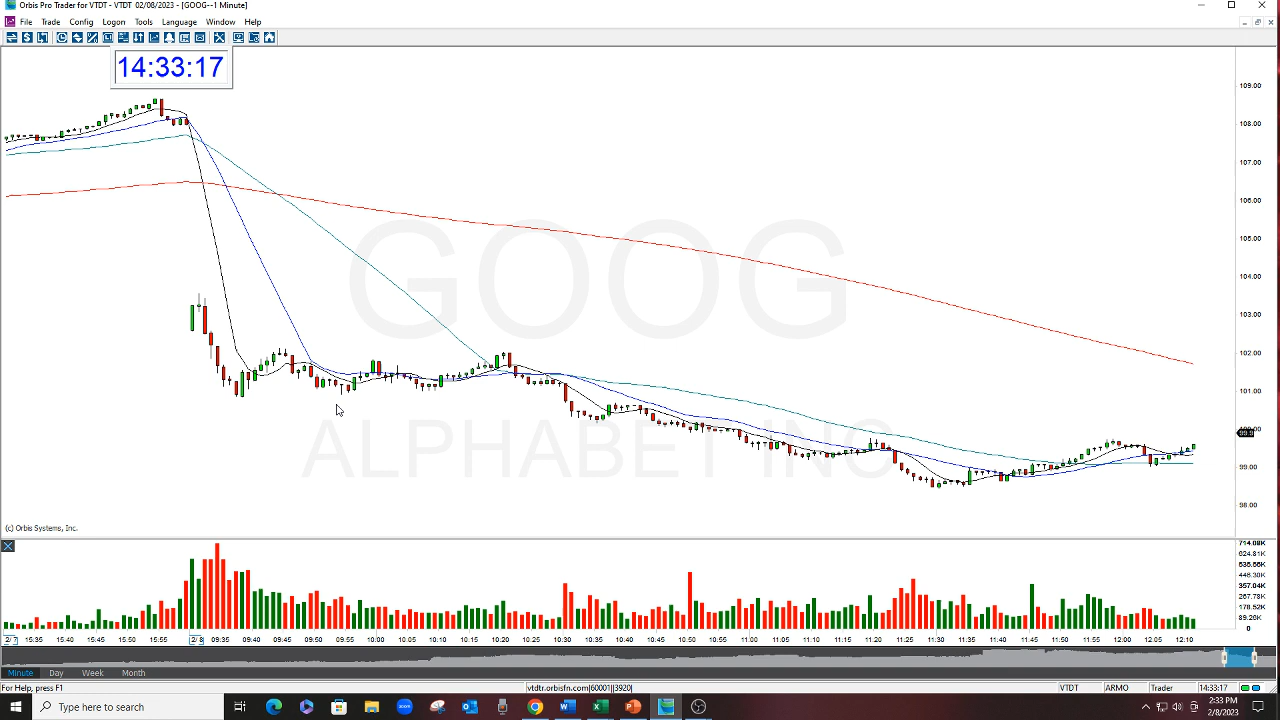 Orbis Pro Trader for VTDT - VTDT 02/08/2023 - [GOOG--1 Minute]
File Trade Config Logon Tools Language Window Help
14:33:17
109.00
108.00
107.00
106.00
105.00
104.00
103.00
102.00
101.00
100.00
99.00
98.00
GOOG
ALPHABET INC
(c) Orbis Systems, Inc.
714.08K
624.81K
535.56K
446.30K
357.04K
267.78K
178.52K
89.26K
0
2/ 7 15:35 15:40 15:45 15:50 15:55 2/ 8 09:35 09:40 09:45 09:50 09:55 10:00 10:05 10:10 10:15 10:20 10:25 10:30 10:35 10:40 10:45 10:50 10:55 11:00 11:05 11:10 11:15 11:20 11:25 11:30 11:35 11:40 11:45 11:50 11:55 12:00 12:05 12:10
Minute Day Week Month
For Help, press F1 vtdtr.orbisfn.com|60001||3920| VTDT ARMO Trader 14:33:17
Type here to search
zoom
2:33 PM
2/8/2023